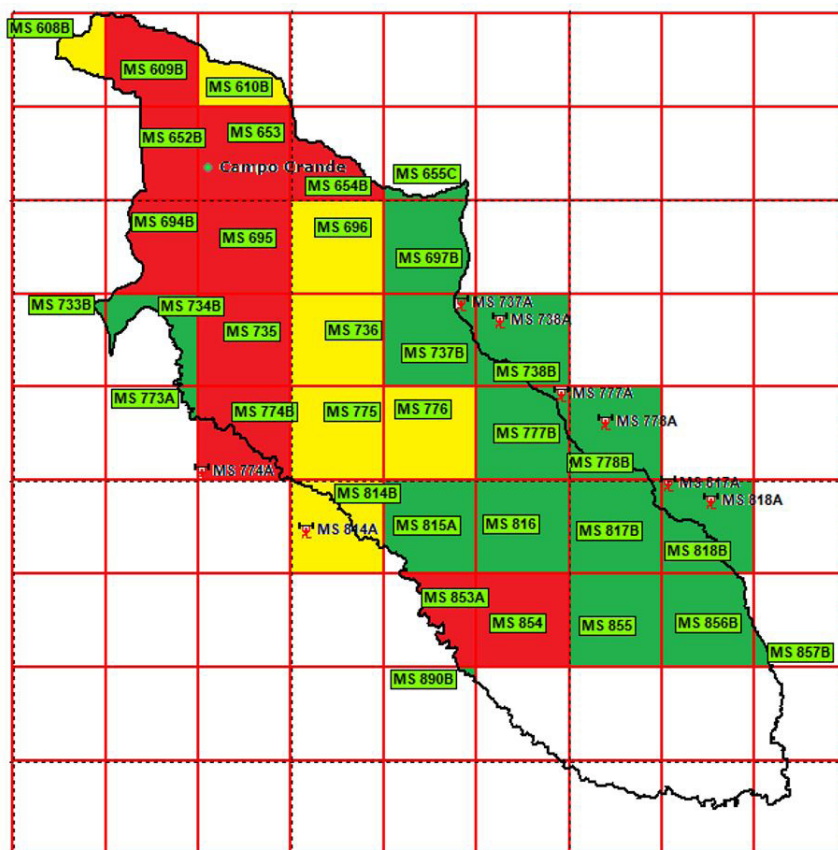 MS 608B
MS 609B
MS 610B
MS 652B
MS 653
Campo Grande
MS 654B
MS 655C
MS 694B
MS 695
MS 696
MS 697B
MS 733B
MS 734B
MS 735
MS 736
MS 737A
MS 738A
MS 737B
MS 738B
MS 773A
MS 774B
MS 775
MS 776
MS 777A
MS 778A
MS 777B
MS 778B
MS 774A
MS 814B
MS 817A
MS 818A
MS 814A
MS 815A
MS 816
MS 817B
MS 818B
MS 853A
MS 854
MS 855
MS 856B
MS 857B
MS 890B